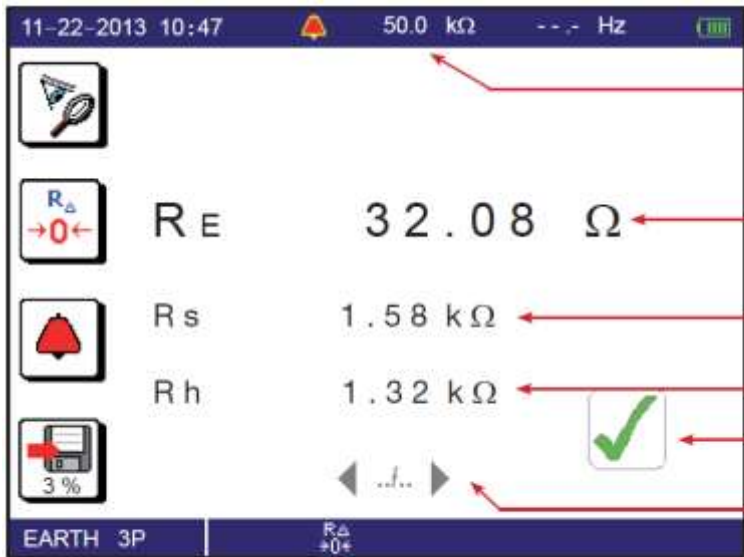 11-22-2013 10:47 50.0 kΩ - - . - Hz
RΔ
→0←
RE 32.08 Ω
Rs 1.58 kΩ
Rh 1.32 kΩ
3 %
◀ ../.. ▶
EARTH 3P RΔ
→0←